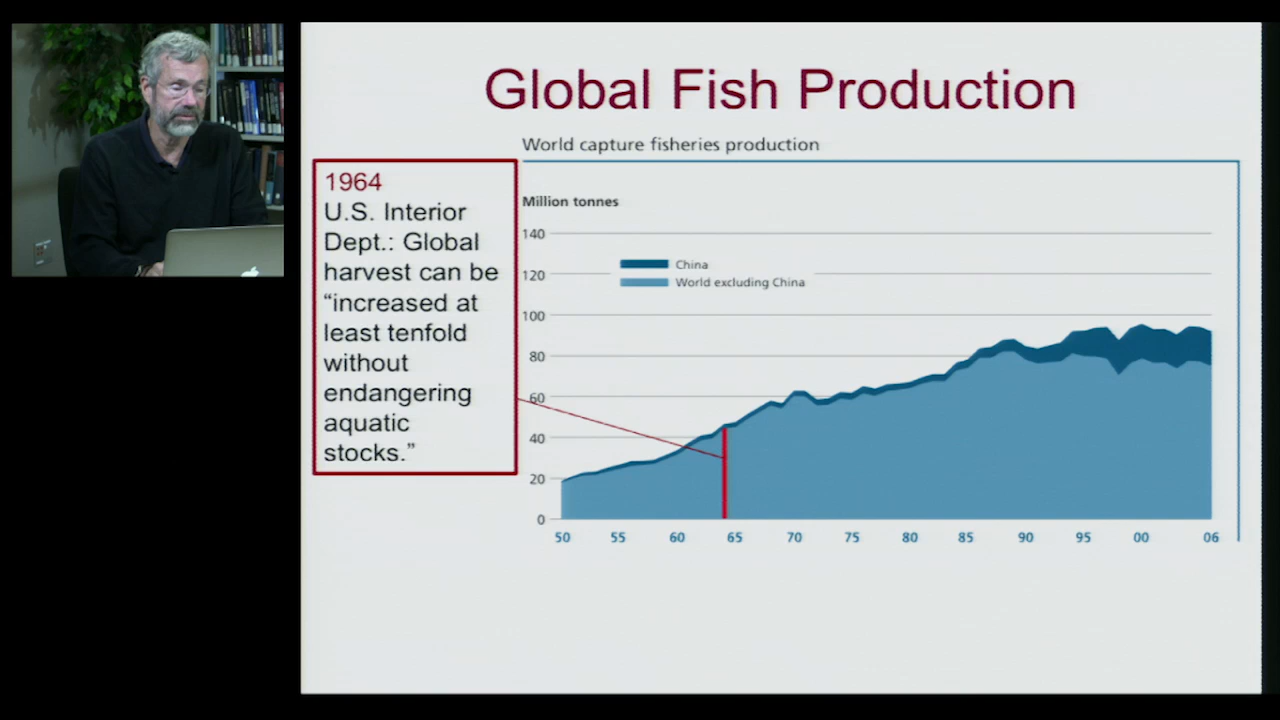 Global Fish Production
World capture fisheries production
1964
U.S. Interior
Dept.: Global
harvest can be
“increased at
least tenfold
without
endangering
aquatic
stocks.”
Million tonnes
140
120
100
80
60
40
20
0
China
World excluding China
50 55 60 65 70 75 80 85 90 95 00 06